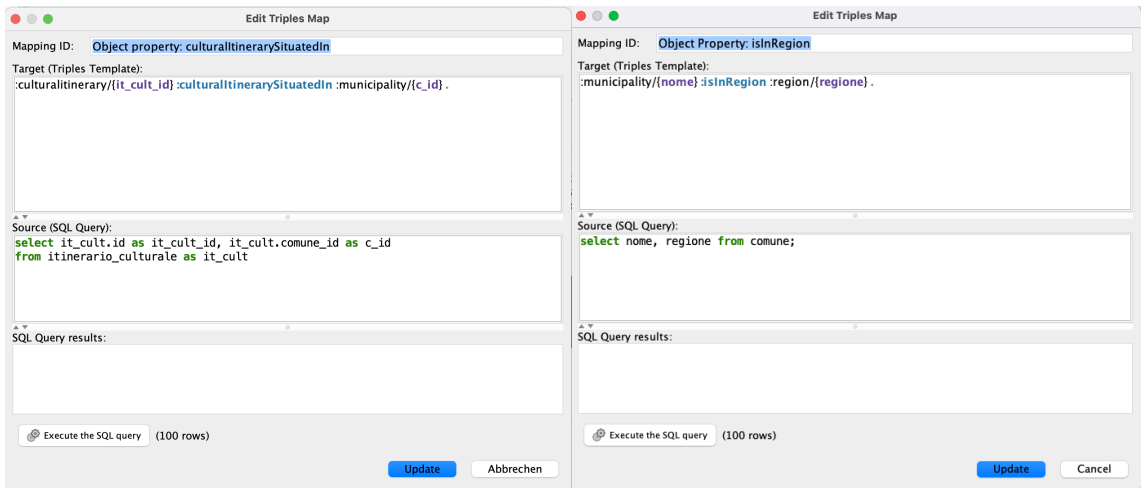 Edit Triples Map
Mapping ID: Object property: culturalItinerarySituatedIn
Target (Triples Template):
:culturalitinerary/{it_cult_id} :culturalItinerarySituatedIn :municipality/{c_id} .
Source (SQL Query):
select it_cult.id as it_cult_id, it_cult.comune_id as c_id
from itinerario_culturale as it_cult
SQL Query results:
Execute the SQL query (100 rows)
Update Abbrechen
Edit Triples Map
Mapping ID: Object Property: isInRegion
Target (Triples Template):
:municipality/{nome} :isInRegion :region/{regione} .
Source (SQL Query):
select nome, regione from comune;
SQL Query results:
Execute the SQL query (100 rows)
Update Cancel